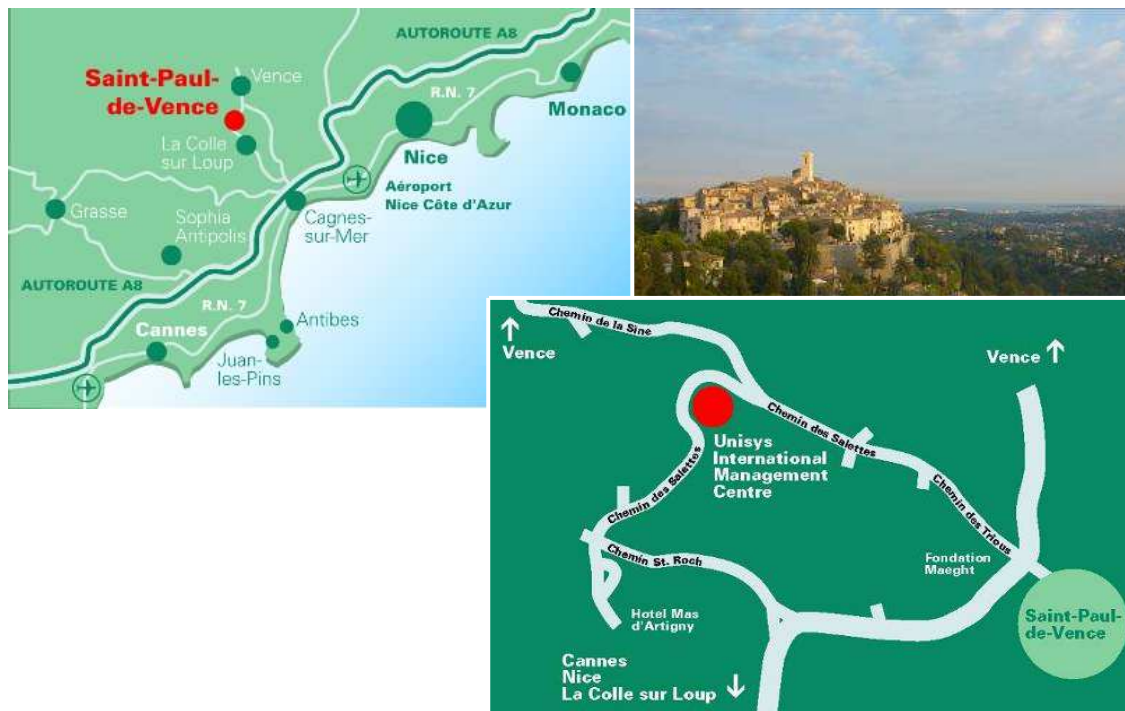 AUTOROUTE A8
Saint-Paul-
de-Vence
Vence
R.N. 7
Monaco
La Colle
sur Loup
Nice
Aéroport
Nice Côte d'Azur
Grasse
Sophia
Antipolis
Cagnes-
sur-Mer
AUTOROUTE A8
R.N. 7
Cannes
Antibes
Juan-
les-Pins
Vence
Chemin de la Sine
Vence
Chemin des Salettes
Unisys
International
Management
Centre
Chemin des Salettes
Chemin des Trious
Chemin St. Roch
Fondation
Maeght
Hotel Mas
d'Artigny
Saint-Paul-
de-Vence
Cannes
Nice
La Colle sur Loup